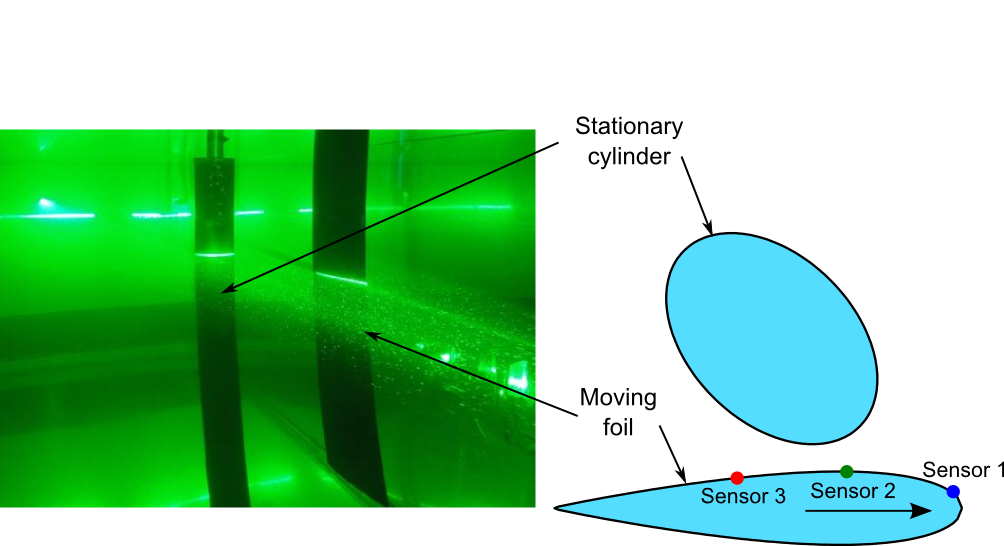 Stationary
cylinder
Moving
foil
Sensor 1
Sensor 2
Sensor 3